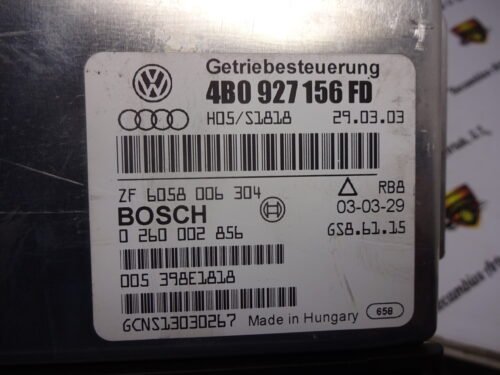 Getriebesteuerung
4B0 927 156 FD
H05/S1818 29.03.03
ZF 6058 006 304 RB8
BOSCH 03-03-29
0 260 002 856 GS8.61.15
005 398E1818
GCNS13030267 Made in Hungary 658